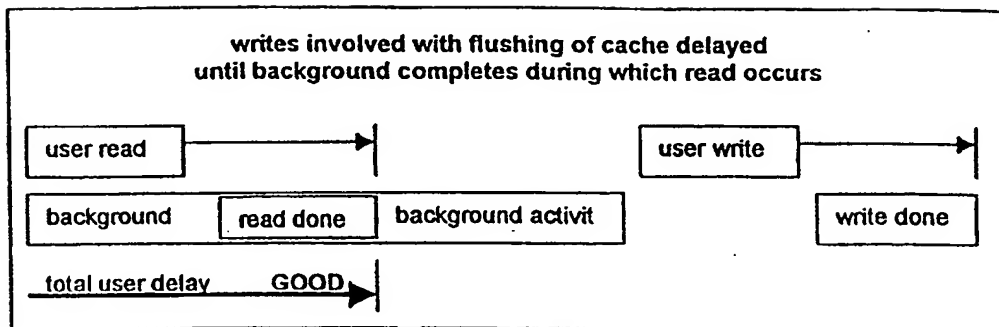 writes involved with flushing of cache delayed
until background completes during which read occurs
user read
user write
background
read done
background activit
write done
total user delay GOOD